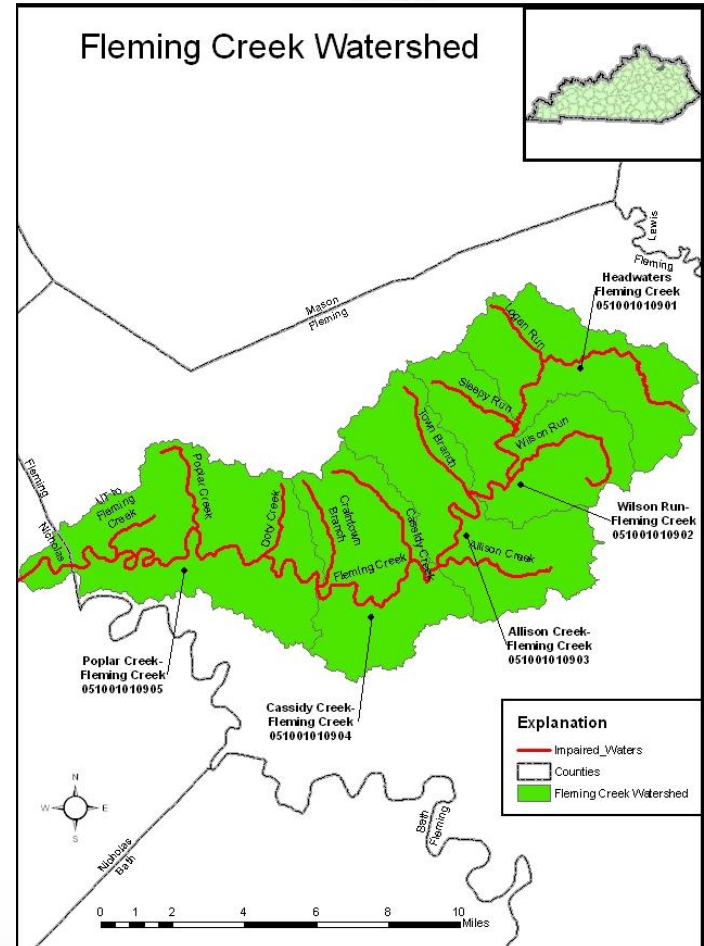 Fleming Creek Watershed
Lewis
Fleming
Mason
Fleming
Headwaters
Fleming Creek
051001010901
Logan Run
Sleepy Run
Town Branch
Wilson Run
Wilson Run-
Fleming Creek
051001010902
Fleming
Nicholas
UT to
Fleming
Creek
Poplar Creek
Doty Creek
Craintown
Branch
Cassidy Creek
Fleming Creek
Allison Creek
Allison Creek-
Fleming Creek
051001010903
Poplar Creek-
Fleming Creek
051001010905
Cassidy Creek-
Fleming Creek
051001010904
Explanation
Impaired_Waters
Counties
Fleming Creek Watershed
N
W
E
S
Nicholas
Bath
Bath
Fleming
0 1 2 4 6 8 10
Miles